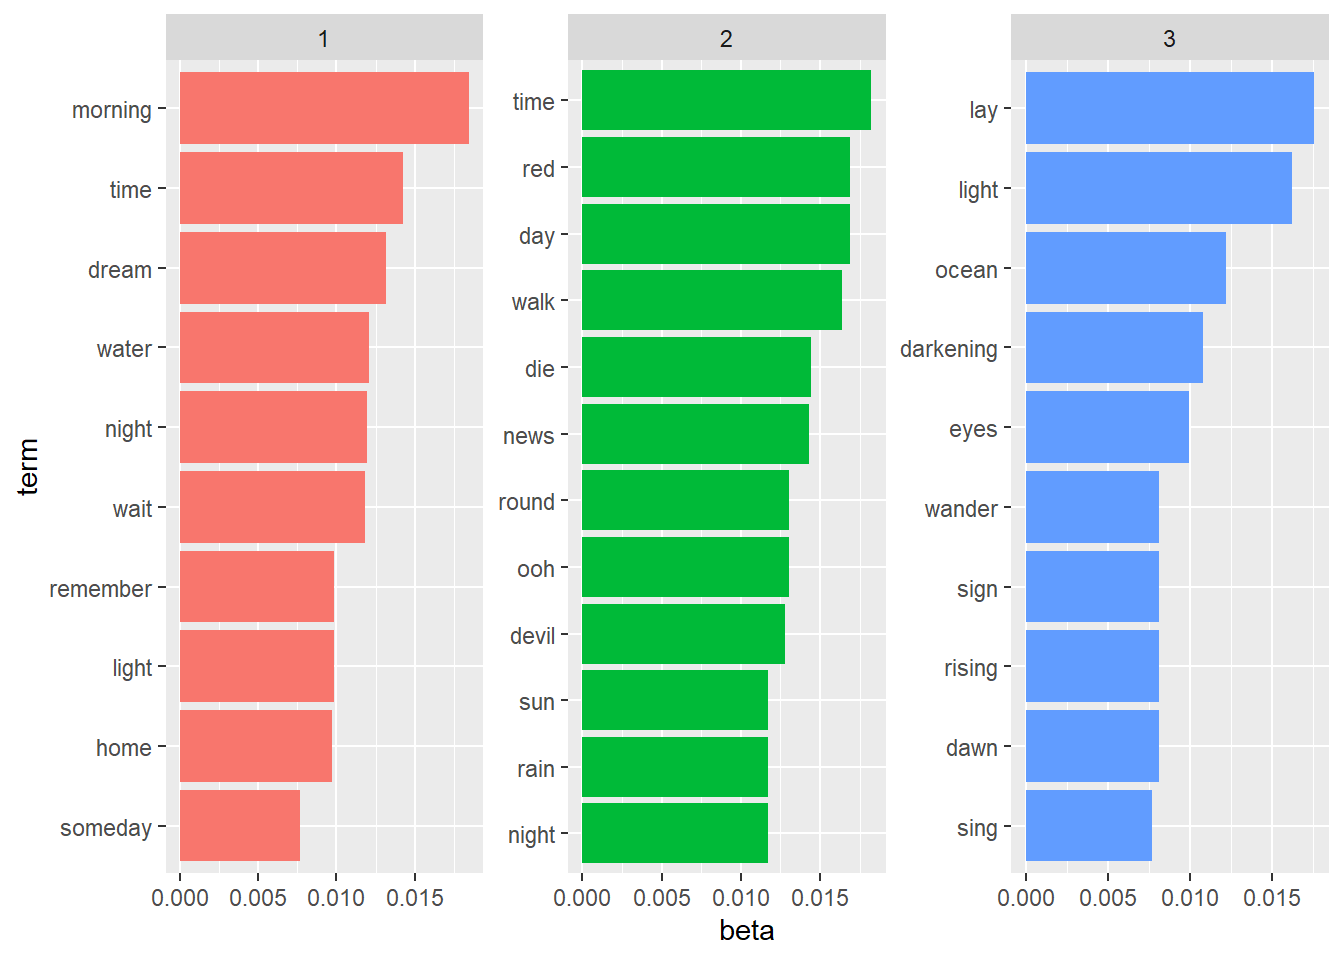 1
2
3
morning
time
dream
water
night
wait
remember
light
home
someday
time
red
day
walk
die
news
round
ooh
devil
sun
rain
night
lay
light
ocean
darkening
eyes
wander
sign
rising
dawn
sing
term
0.000 0.005 0.010 0.015
0.000 0.005 0.010 0.015
0.000 0.005 0.010 0.015
beta